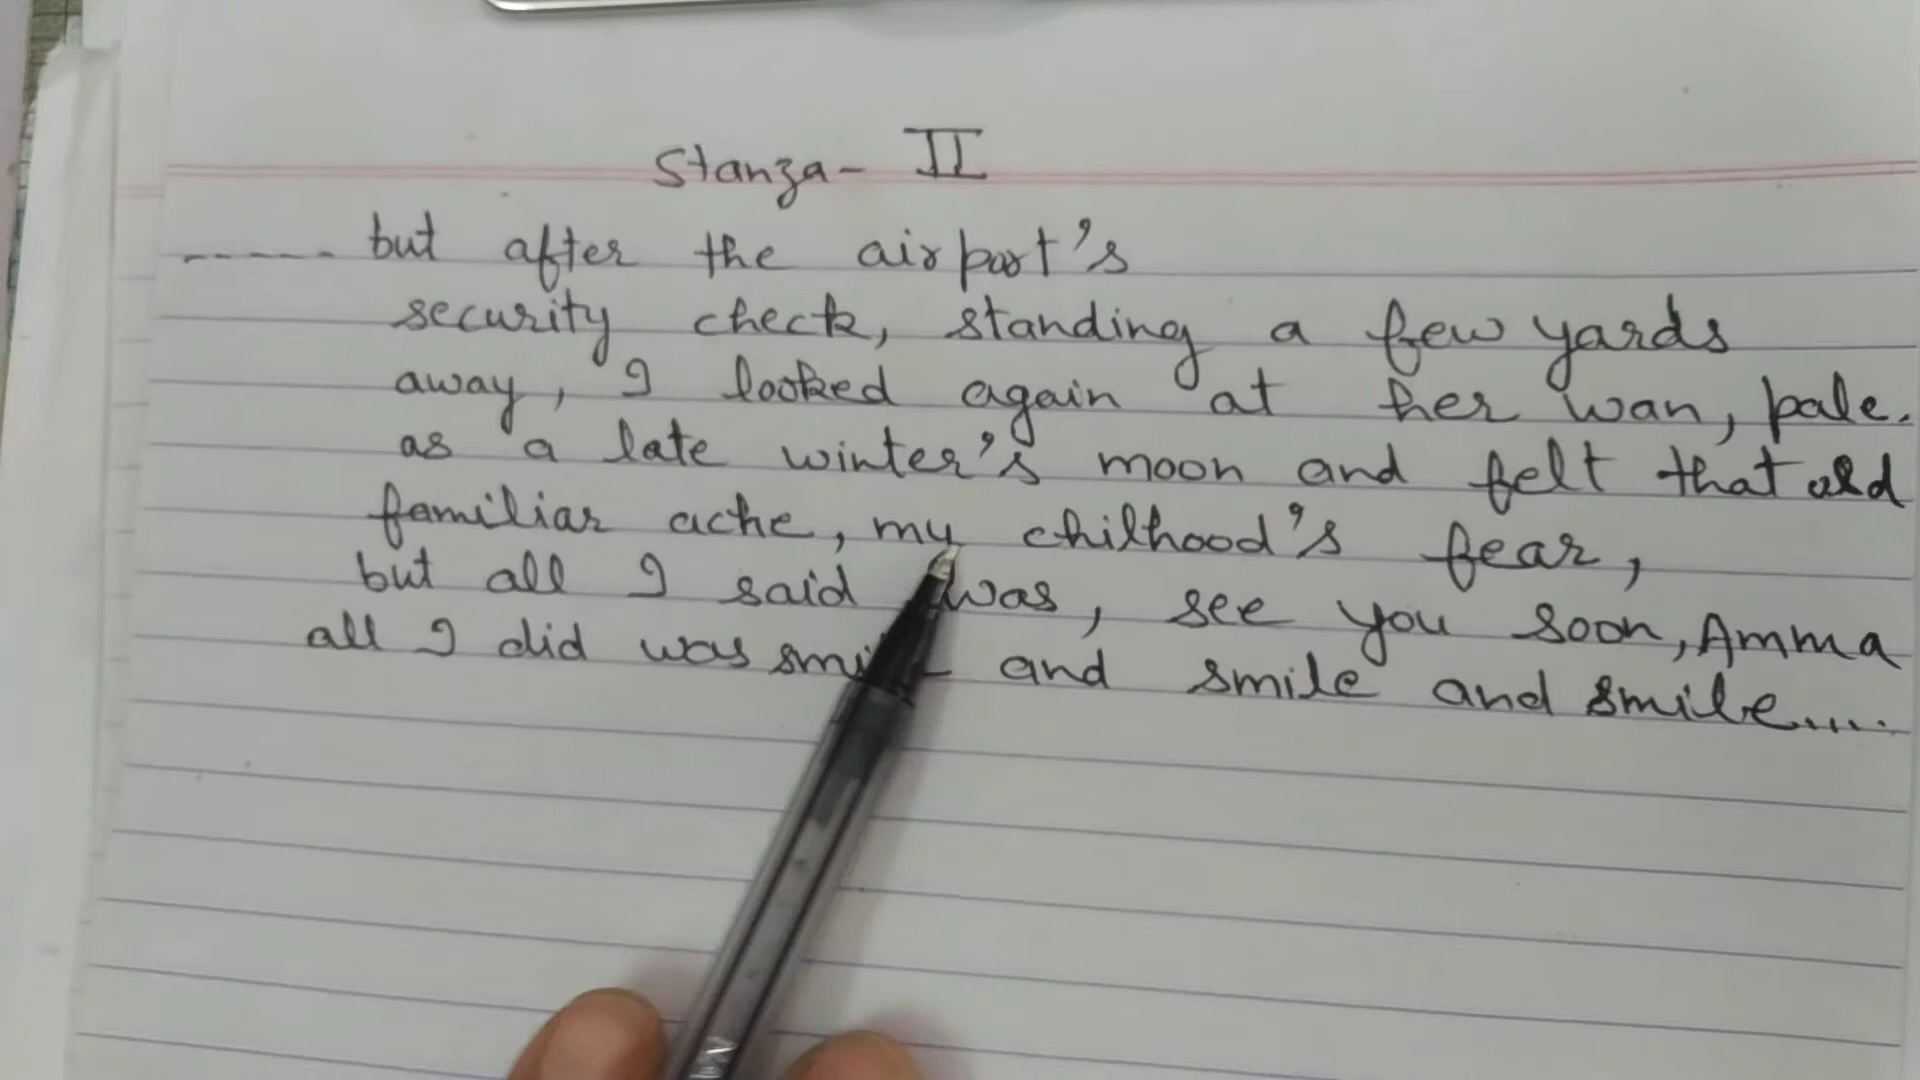 Stanza- II
------ but after the airport's
security check, standing a few yards
away, I looked again at her wan, pale.
as a late winter's moon and felt that old
familiar ache, my chilhood's fear,
but all I said was, see you soon, Amma
all I did was smile and smile and smile....